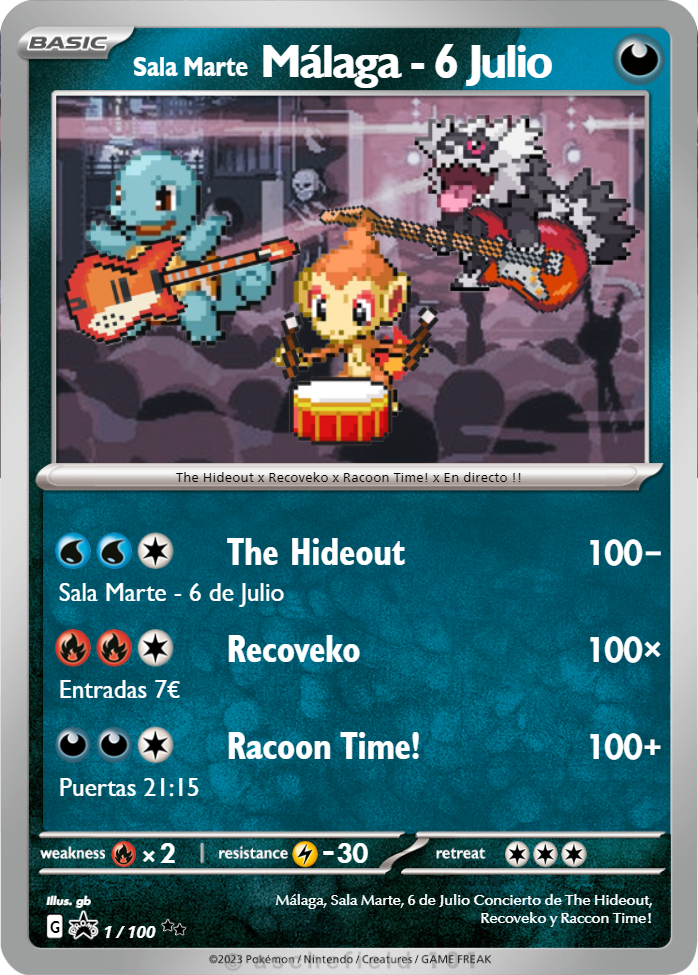 BASIC
Sala Marte Málaga - 6 Julio
The Hideout x Recoveko x Racoon Time! x En directo !!
The Hideout 100-
Sala Marte - 6 de Julio
Recoveko 100×
Entradas 7€
Racoon Time! 100+
Puertas 21:15
weakness ×2 | resistance -30 retreat
Illus. gb
Málaga, Sala Marte, 6 de Julio Concierto de The Hideout,
Recoveko y Raccon Time!
G 1 / 100
©2023 Pokémon / Nintendo / Creatures / GAME FREAK